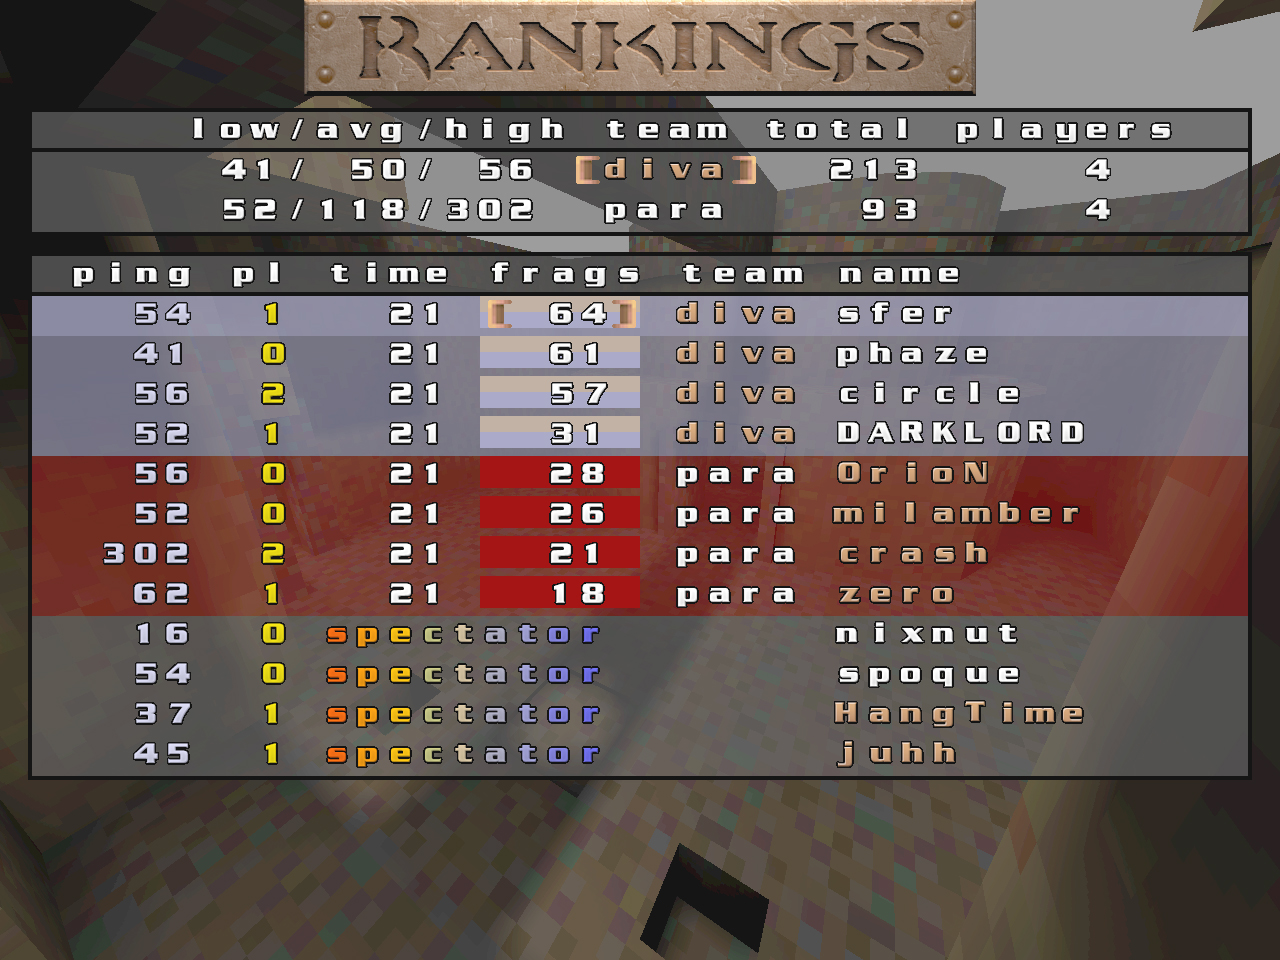 RANKINGS
low/avg/high team total players
41/ 50/ 56 [diva] 213 4
52/118/302 para 93 4
ping pl time frags team name
54 1 21 [ 64] diva sfer
41 0 21 61 diva phaze
56 2 21 57 diva circle
52 1 21 31 diva DARKLORD
56 0 21 28 para OrioN
52 0 21 26 para milamber
302 2 21 21 para crash
62 1 21 18 para zero
16 0 spectator nixnut
54 0 spectator spoque
37 1 spectator HangTime
45 1 spectator juhh